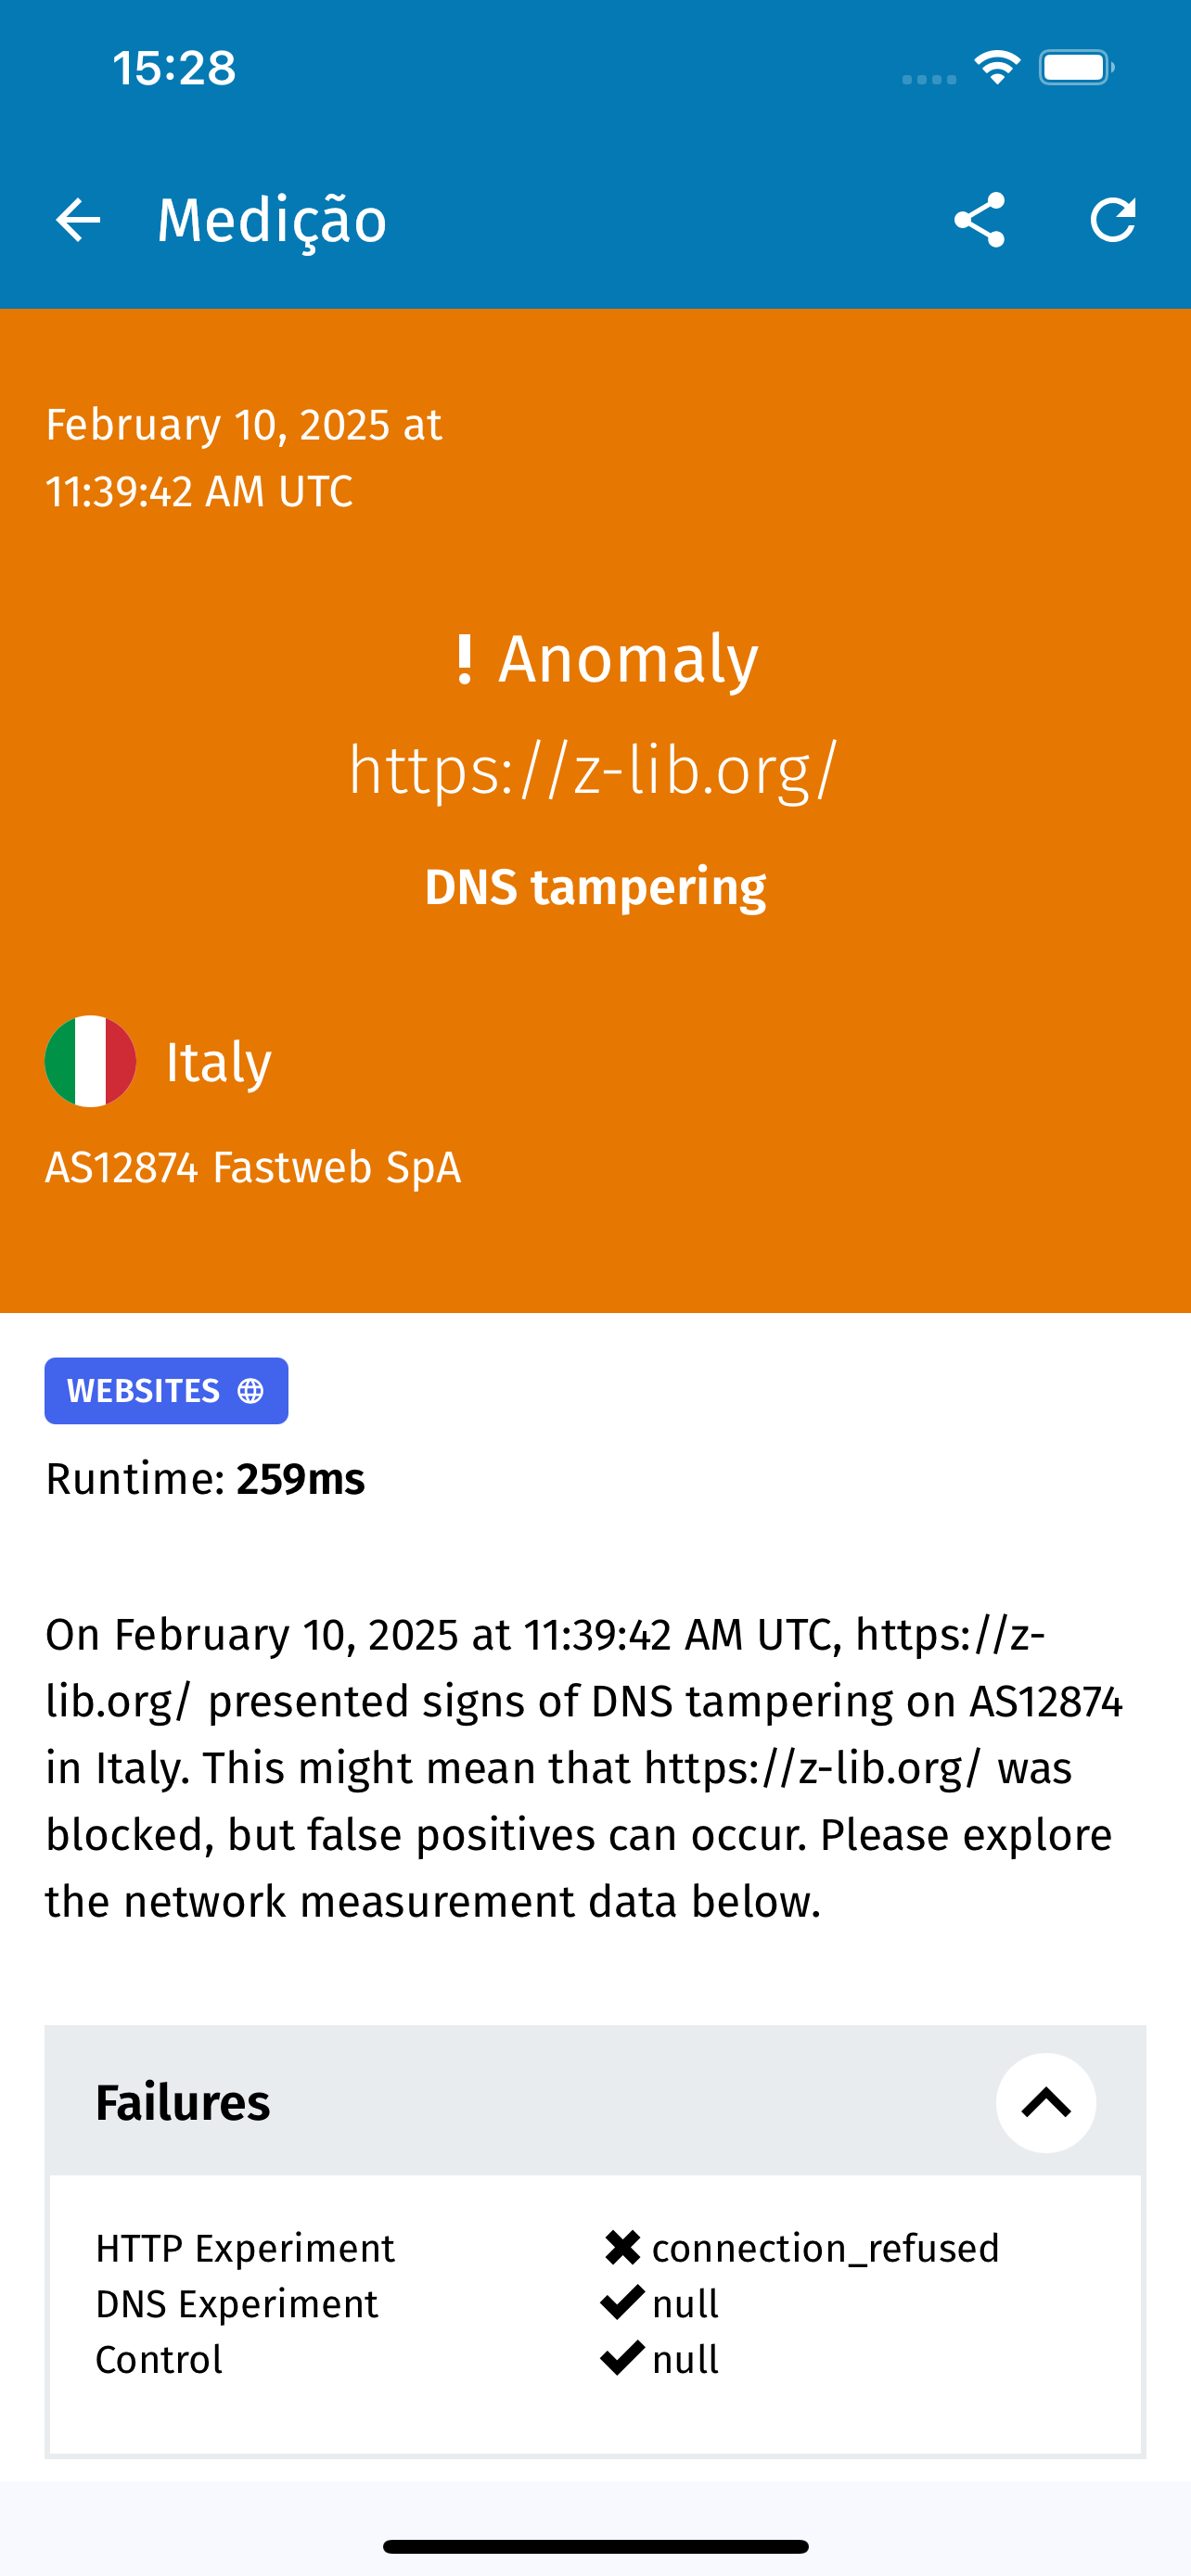 15:28
Medição
February 10, 2025 at
11:39:42 AM UTC
! Anomaly
https://z-lib.org/
DNS tampering
Italy
AS12874 Fastweb SpA
WEBSITES
Runtime: 259ms
On February 10, 2025 at 11:39:42 AM UTC, https://z-
lib.org/ presented signs of DNS tampering on AS12874
in Italy. This might mean that https://z-lib.org/ was
blocked, but false positives can occur. Please explore
the network measurement data below.
Failures
HTTP Experiment connection_refused
DNS Experiment null
Control null